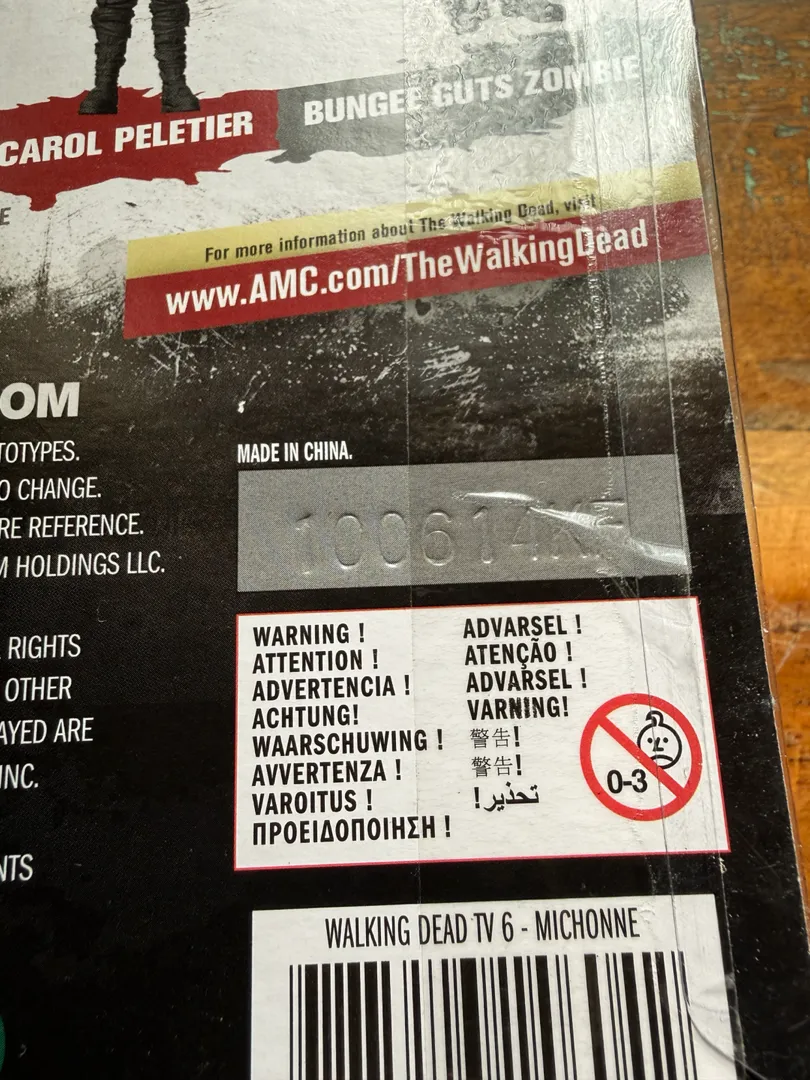 CAROL PELETIER
BUNGEE GUTS ZOMBIE
E
For more information about The Walking Dead, visit
www.AMC.com/TheWalkingDead
OM
TOTYPES.
O CHANGE.
RE REFERENCE.
M HOLDINGS LLC.
RIGHTS
OTHER
AYED ARE
INC.
NTS
MADE IN CHINA.
100614KF
WARNING !
ATTENTION !
ADVERTENCIA !
ACHTUNG!
WAARSCHUWING !
AVVERTENZA !
VAROITUS !
ΠΡΟΕΙΔΟΠΟΙΗΣΗ !
ADVARSEL !
ATENÇÃO !
ADVARSEL !
VARNING!
警告!
警告!
تحذير!
0-3
WALKING DEAD TV 6 - MICHONNE